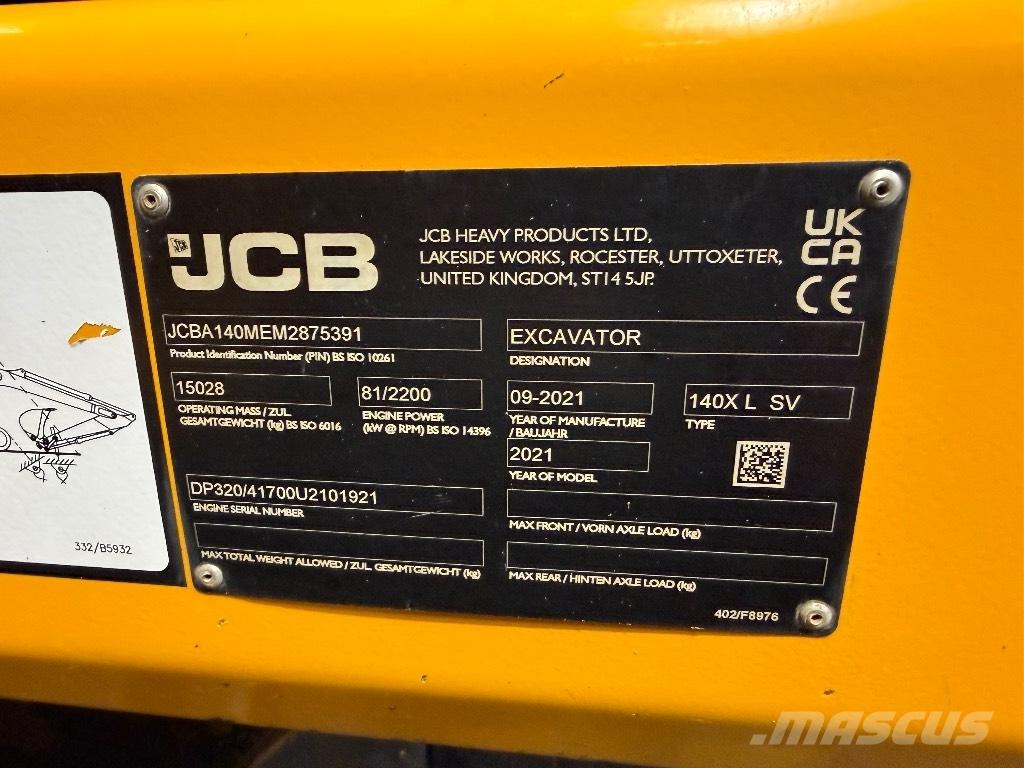 JCB
JCB HEAVY PRODUCTS LTD,
LAKESIDE WORKS, ROCESTER, UTTOXETER,
UNITED KINGDOM, ST14 5JP.
UK
CA
CE
JCBA140MEM2875391
Product Identification Number (PIN) BS ISO 10261
EXCAVATOR
DESIGNATION
15028
OPERATING MASS / ZUL.
GESAMTGEWICHT (kg) BS ISO 6016
81/2200
ENGINE POWER
(kW @ RPM) BS ISO 14396
09-2021
YEAR OF MANUFACTURE
/ BAUJAHR
140X L SV
TYPE
2021
YEAR OF MODEL
DP320/41700U2101921
ENGINE SERIAL NUMBER
MAX FRONT / VORN AXLE LOAD (kg)
MAX TOTAL WEIGHT ALLOWED / ZUL. GESAMTGEWICHT (kg)
MAX REAR / HINTEN AXLE LOAD (kg)
402/F8976
332/B5932
MASCUS